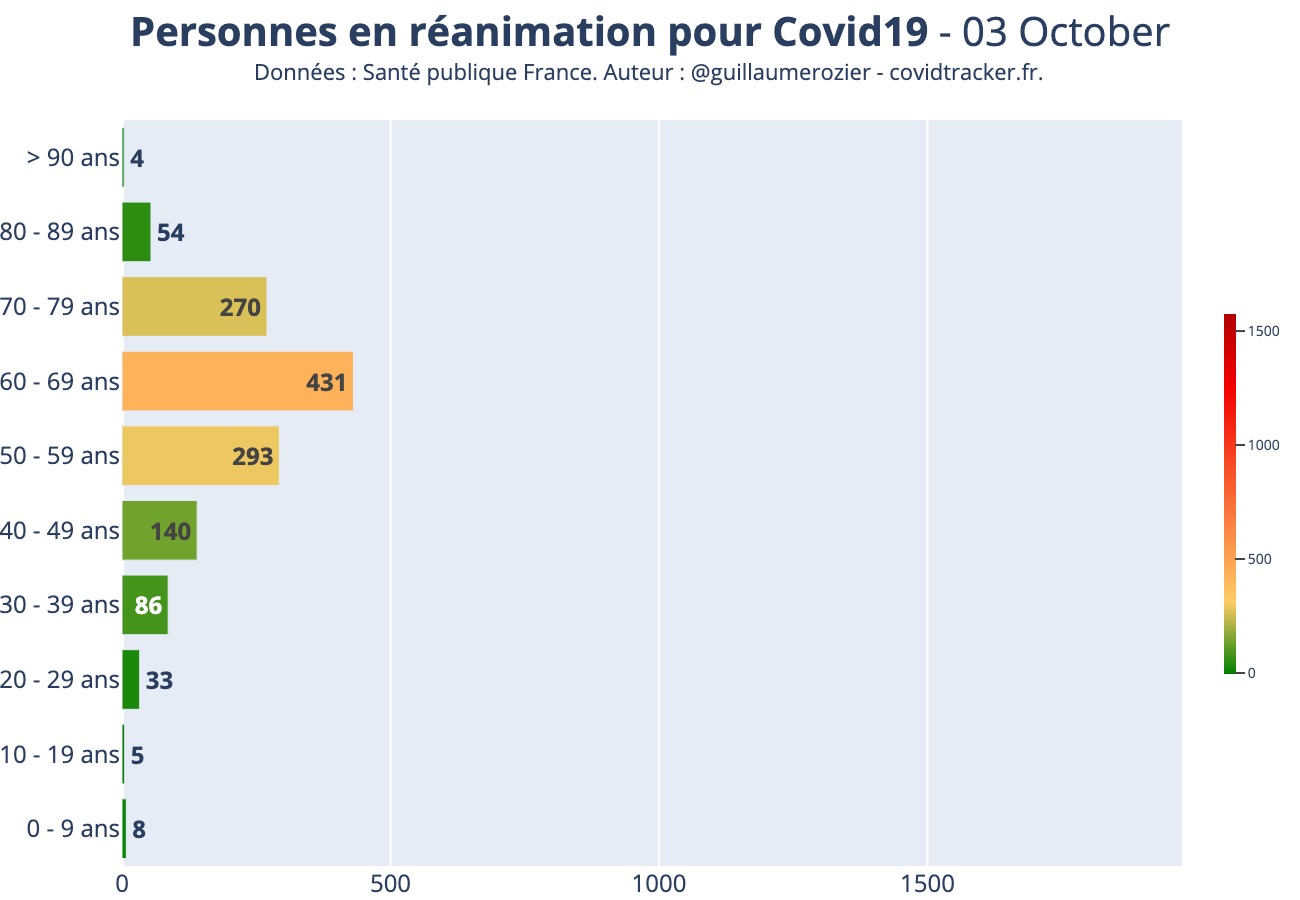 Personnes en réanimation pour Covid19 - 03 October
Données : Santé publique France. Auteur : @guillaumerozier - covidtracker.fr.
> 90 ans 4
80 - 89 ans 54
70 - 79 ans 270
60 - 69 ans 431
50 - 59 ans 293
40 - 49 ans 140
30 - 39 ans 86
20 - 29 ans 33
10 - 19 ans 5
0 - 9 ans 8
0 500 1000 1500
1500
1000
500
0